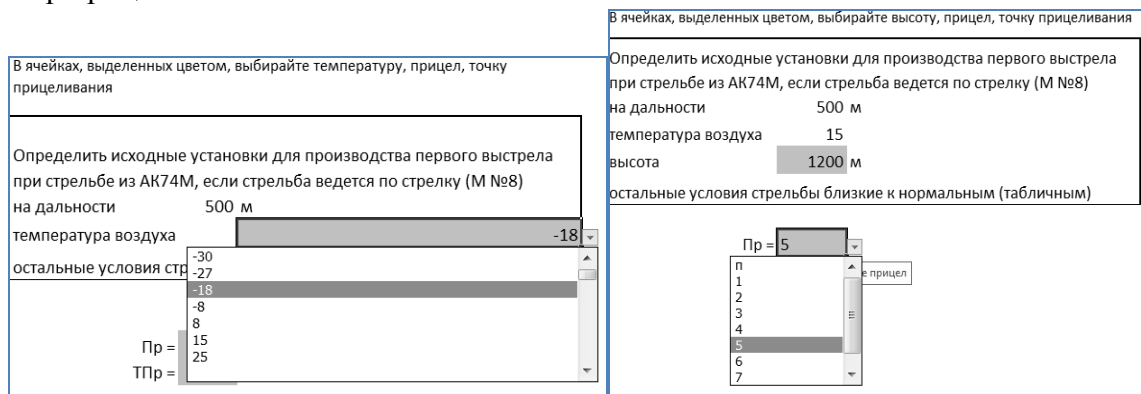 В ячейках, выделенных цветом, выбирайте температуру, прицел, точку
прицеливания
Определить исходные установки для производства первого выстрела
при стрельбе из АК74М, если стрельба ведется по стрелку (М №8)
на дальности 500 м
температура воздуха -18
остальные условия стр
-30
-27
-18
-8
8
15
25
Пр =
ТПр =
В ячейках, выделенных цветом, выбирайте высоту, прицел, точку прицеливания
Определить исходные установки для производства первого выстрела
при стрельбе из АК74М, если стрельба ведется по стрелку (М №8)
на дальности 500 м
температура воздуха 15
высота 1200 м
остальные условия стрельбы близкие к нормальным (табличным)
Пр = 5
п
1
2
3
4
5
6
7
е прицел